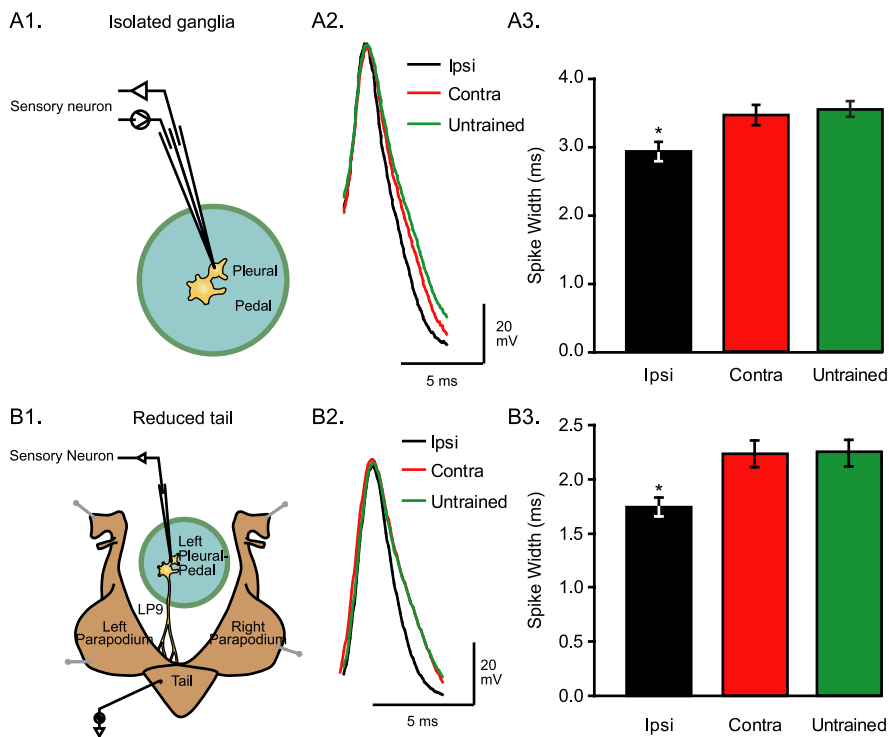 A1.
Isolated ganglia
Sensory neuron
Pleural
Pedal
A2.
Ipsi
Contra
Untrained
20
mV
5 ms
A3.
Spike Width (ms)
4.0
3.0
2.0
1.0
0.0
*
Ipsi
Contra
Untrained
B1.
Reduced tail
Sensory Neuron
Left
Pleural-
Pedal
LP9
Left
Parapodium
Right
Parapodium
Tail
B2.
Ipsi
Contra
Untrained
20
mV
5 ms
B3.
Spike Width (ms)
2.5
2.0
1.5
1.0
0.5
0.0
*
Ipsi
Contra
Untrained